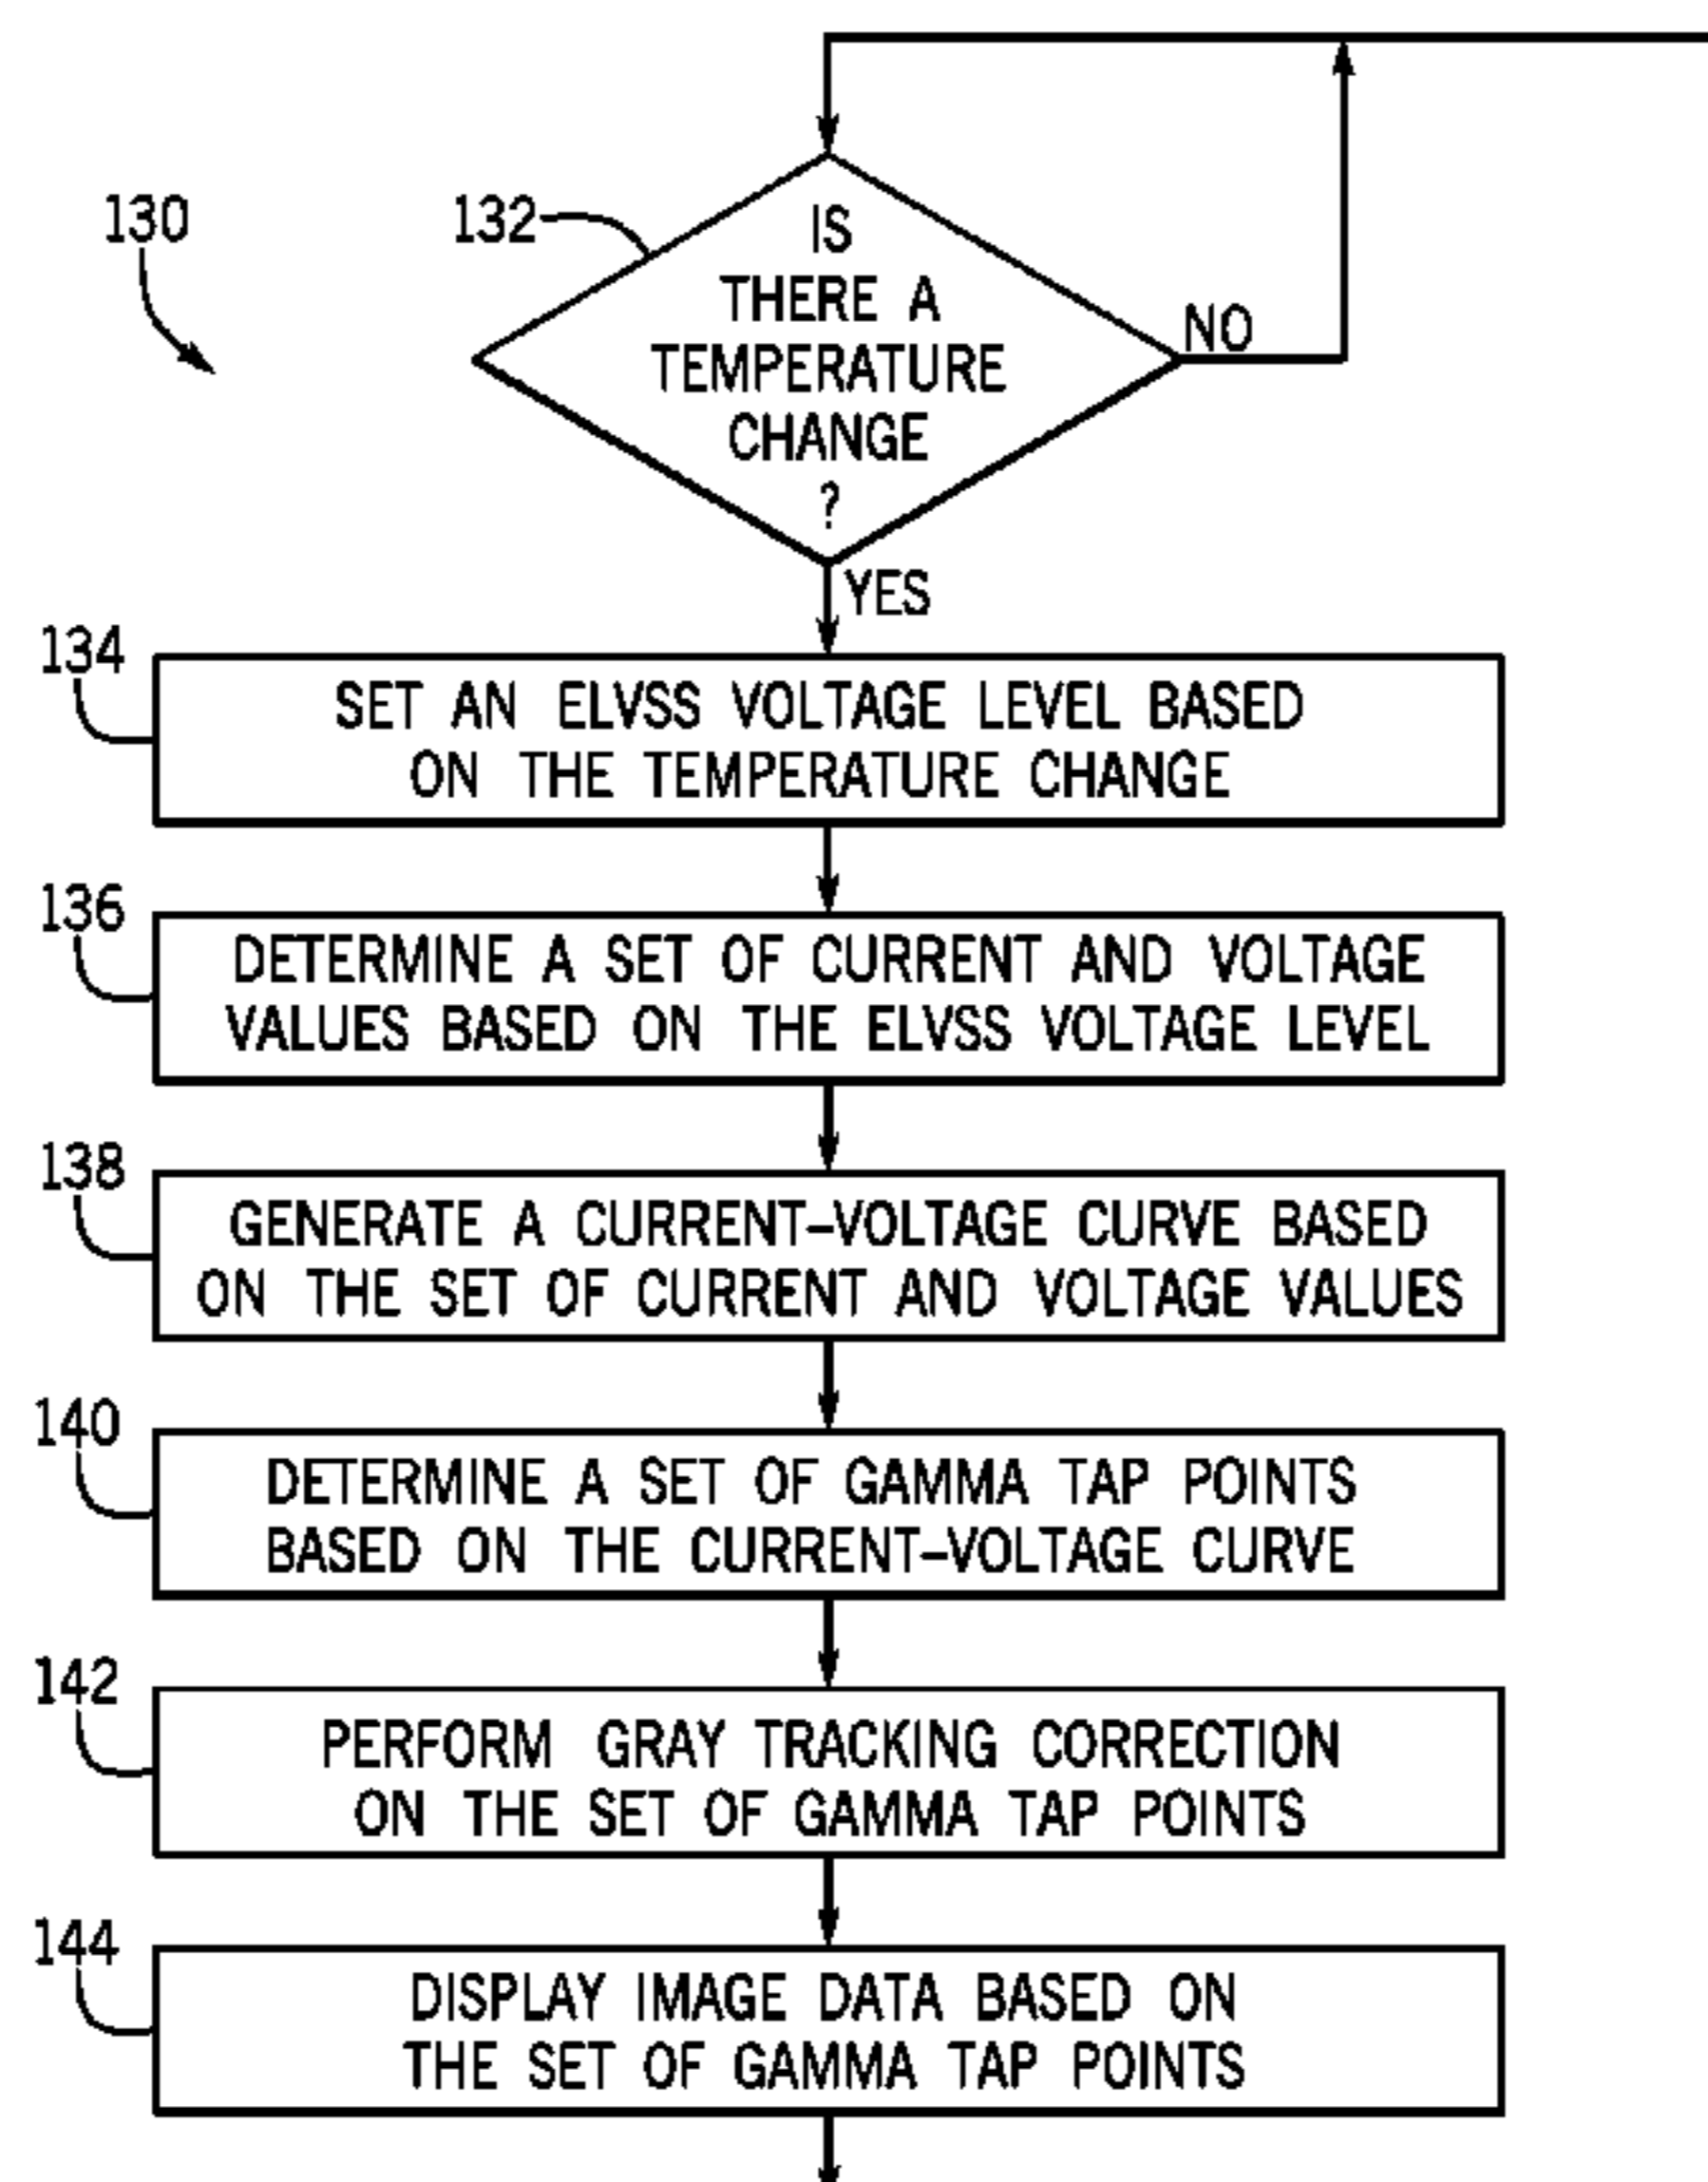 130
132
IS
THERE A
TEMPERATURE
CHANGE
?
NO
YES
134
SET AN ELVSS VOLTAGE LEVEL BASED
ON THE TEMPERATURE CHANGE
136
DETERMINE A SET OF CURRENT AND VOLTAGE
VALUES BASED ON THE ELVSS VOLTAGE LEVEL
138
GENERATE A CURRENT–VOLTAGE CURVE BASED
ON THE SET OF CURRENT AND VOLTAGE VALUES
140
DETERMINE A SET OF GAMMA TAP POINTS
BASED ON THE CURRENT–VOLTAGE CURVE
142
PERFORM GRAY TRACKING CORRECTION
ON THE SET OF GAMMA TAP POINTS
144
DISPLAY IMAGE DATA BASED ON
THE SET OF GAMMA TAP POINTS